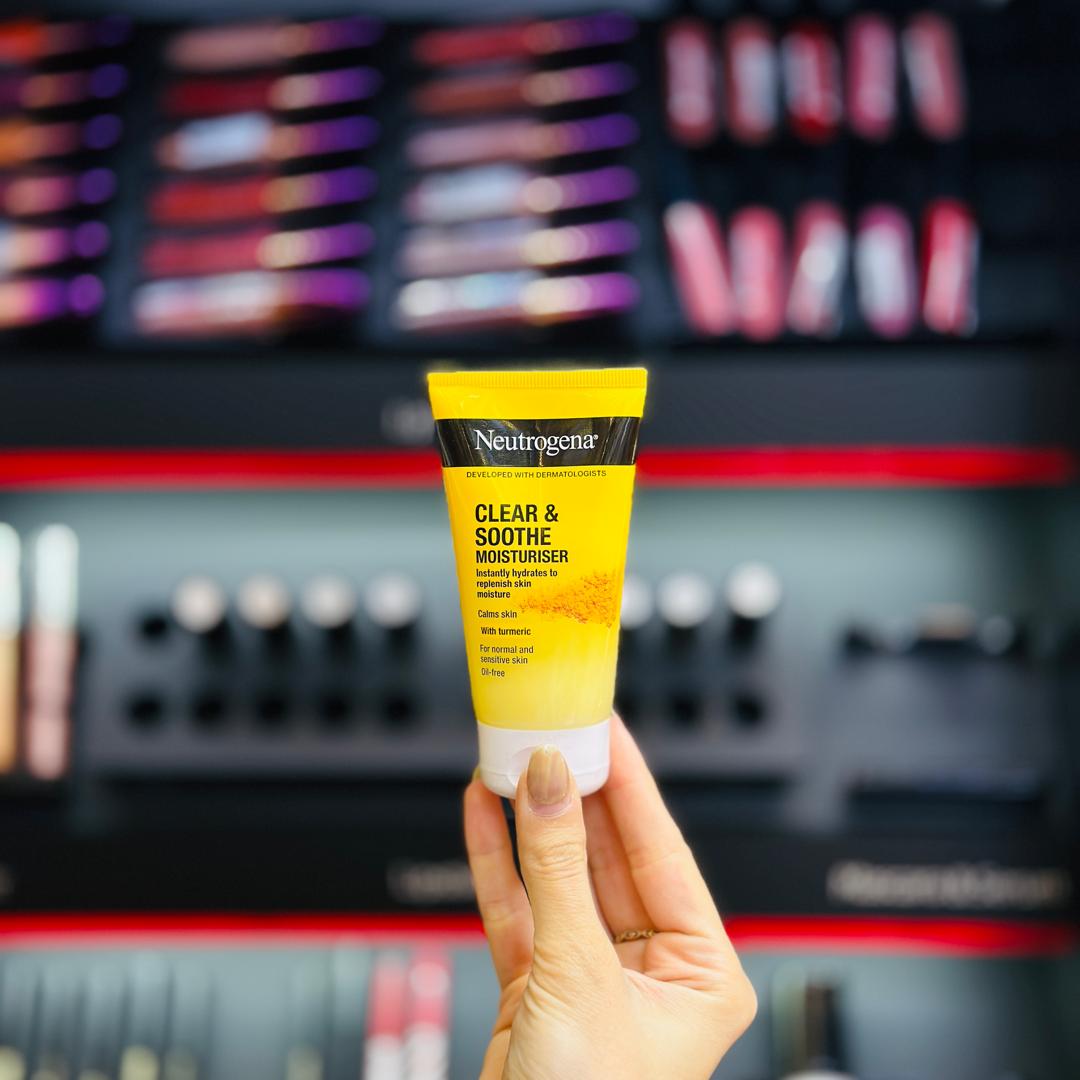 Neutrogena®
DEVELOPED WITH DERMATOLOGISTS
CLEAR &
SOOTHE
MOISTURISER
Instantly hydrates to
replenish skin
moisture
Calms skin
With turmeric
For normal and
sensitive skin
Oil-free